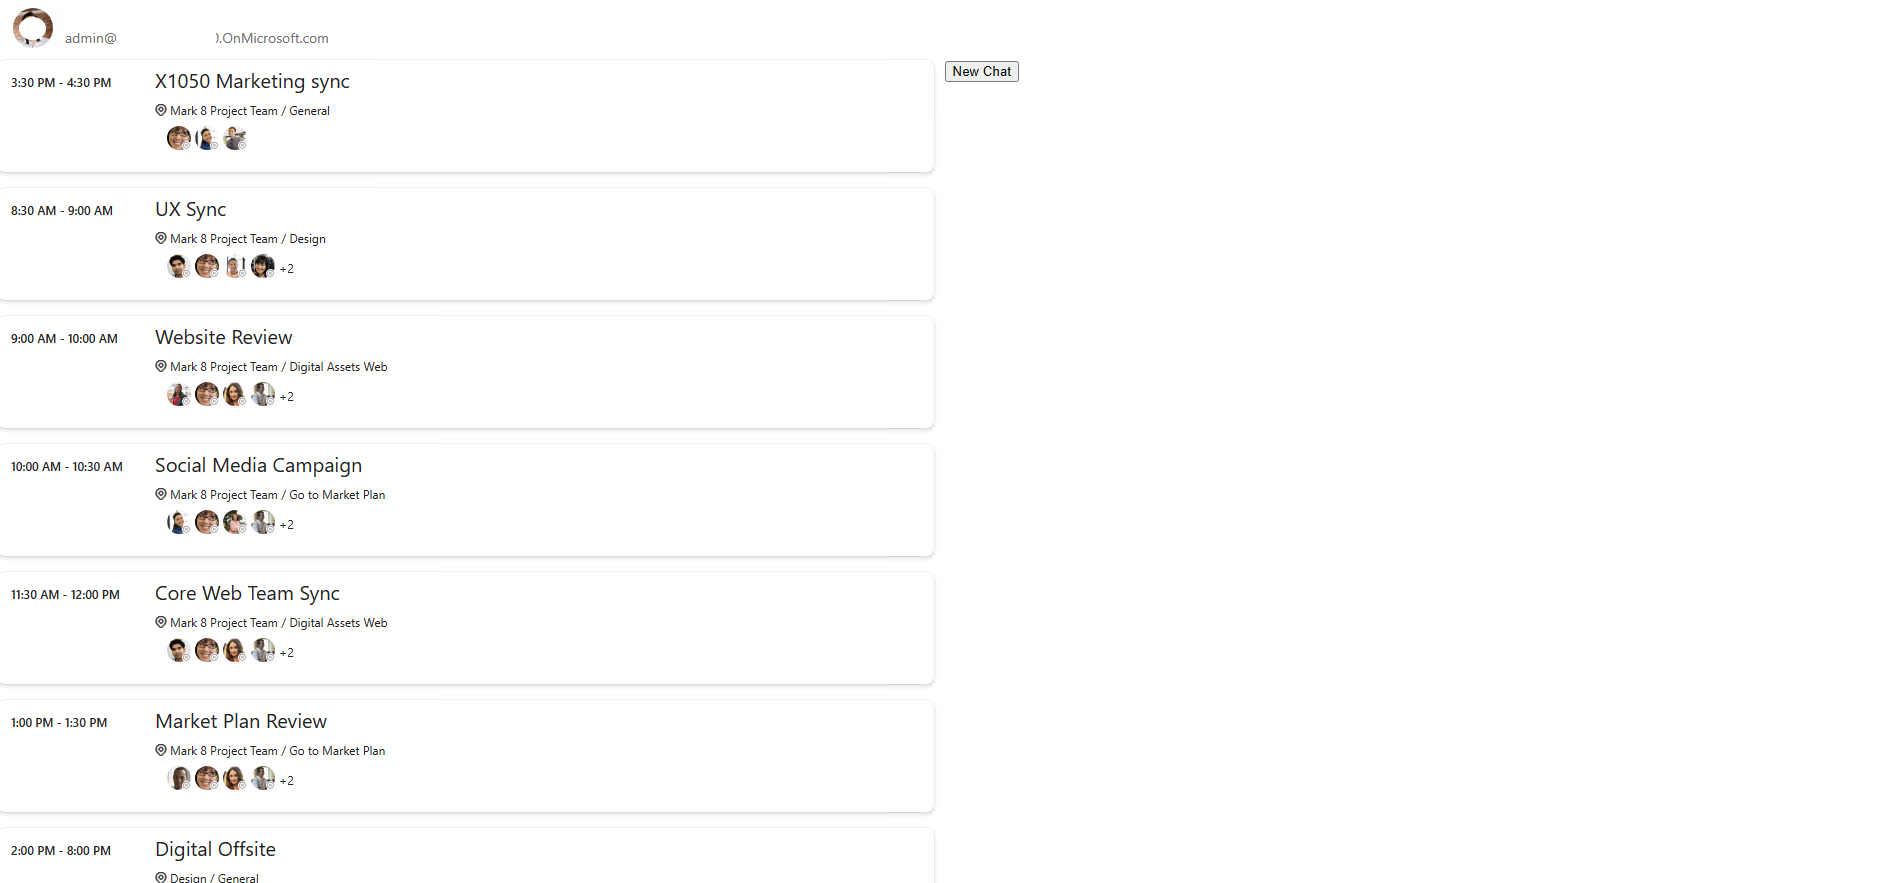 admin@ ).OnMicrosoft.com
3:30 PM - 4:30 PM
X1050 Marketing sync
Mark 8 Project Team / General
New Chat
8:30 AM - 9:00 AM
UX Sync
Mark 8 Project Team / Design
+2
9:00 AM - 10:00 AM
Website Review
Mark 8 Project Team / Digital Assets Web
+2
10:00 AM - 10:30 AM
Social Media Campaign
Mark 8 Project Team / Go to Market Plan
+2
11:30 AM - 12:00 PM
Core Web Team Sync
Mark 8 Project Team / Digital Assets Web
+2
1:00 PM - 1:30 PM
Market Plan Review
Mark 8 Project Team / Go to Market Plan
+2
2:00 PM - 8:00 PM
Digital Offsite
Design / General